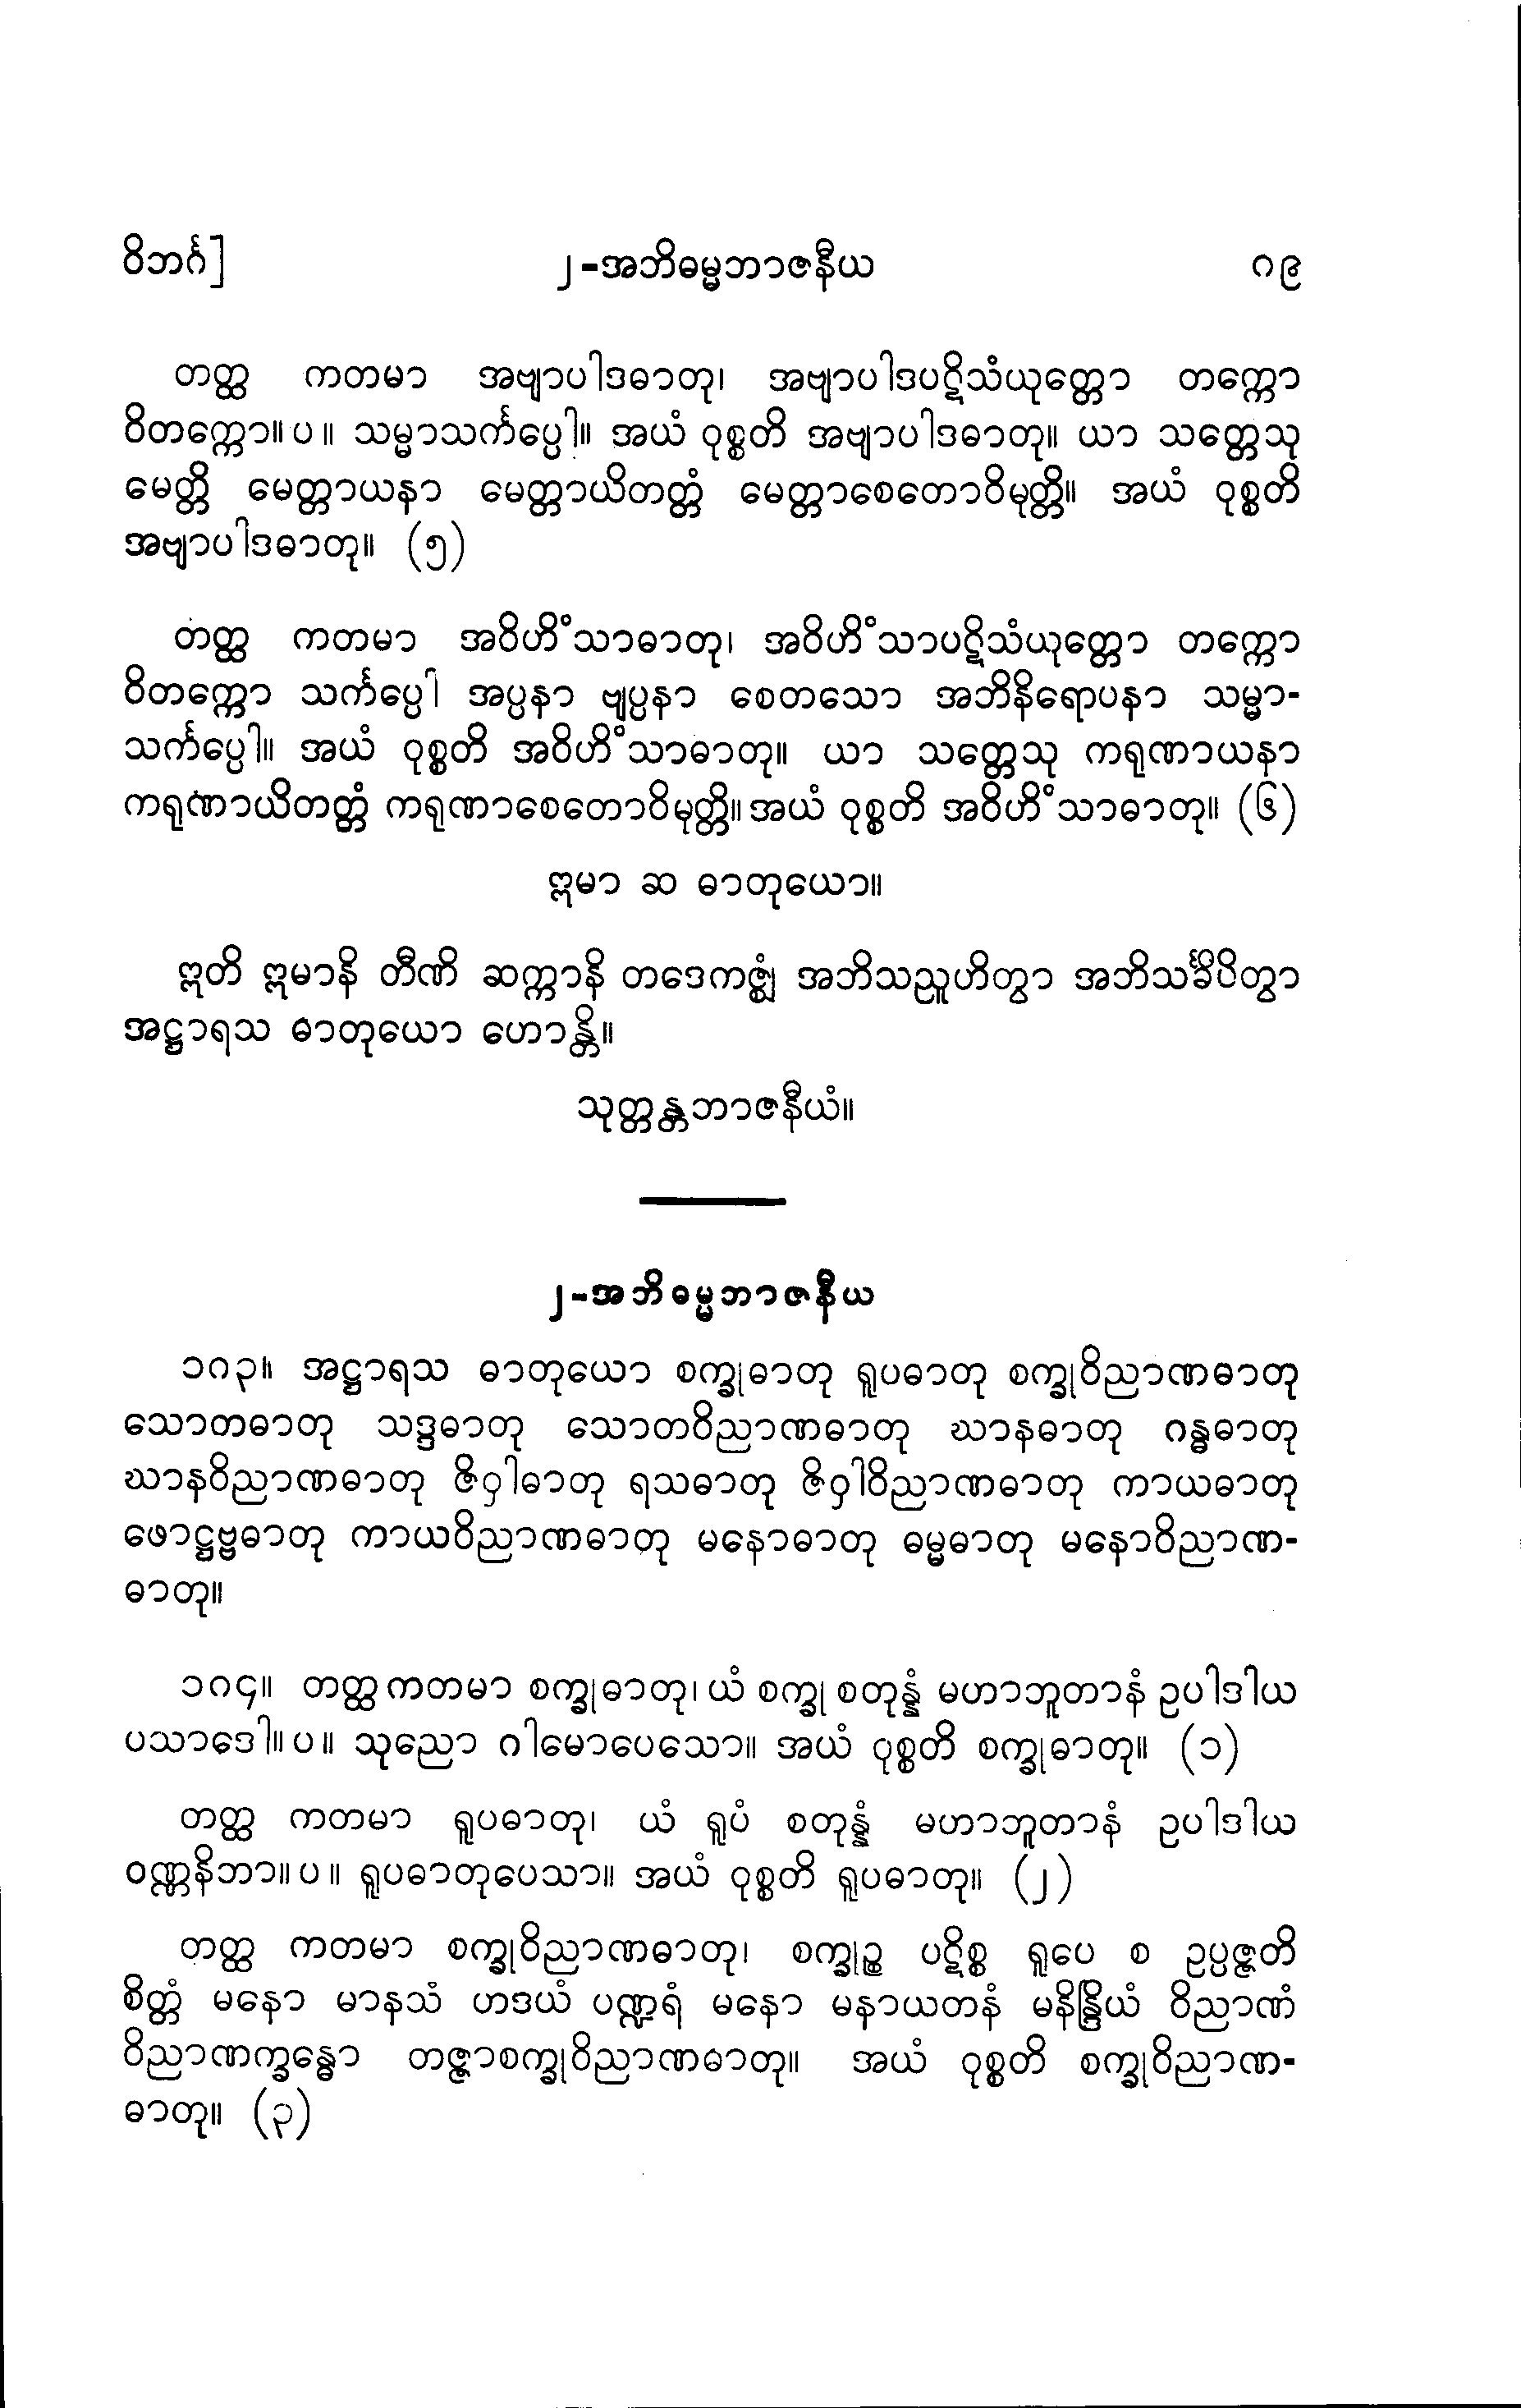 ဝိဘင်္ဂ] ၂-အဘိဓမ္မဘာဇနီယ ၈၉
တတ္ထ ကတမာ အဗျာပါဒဓာတု၊ အဗျာပါဒပဋိသံယုတ္တော တက္ကော
ဝိတက္ကော။ပ။ သမ္မာသင်္ကပ္ပေါ။ အယံ ဝုစ္စတိ အဗျာပါဒဓာတု။ ယာ သတ္တေသု
မေတ္တိ မေတ္တာယနာ မေတ္တာယိတတ္တံ မေတ္တာစေတောဝိမုတ္တိ။ အယံ ဝုစ္စတိ
အဗျာပါဒဓာတု။ (၅)
တတ္ထ ကတမာ အဝိဟိံသာဓာတု၊ အဝိဟိံသာပဋိသံယုတ္တော တက္ကော
ဝိတက္ကော သင်္ကပ္ပေါ အပ္ပနာ ဗျပ္ပနာ စေတသော အဘိနိရောပနာ သမ္မာ-
သင်္ကပ္ပေါ။ အယံ ဝုစ္စတိ အဝိဟိံသာဓာတု။ ယာ သတ္တေသု ကရုဏာယနာ
ကရုဏာယိတတ္တံ ကရုဏာစေတောဝိမုတ္တိ။ အယံ ဝုစ္စတိ အဝိဟိံသာဓာတု။ (၆)
ဣမာ ဆ ဓာတုယော။
ဣတိ ဣမာနိ တီဏိ ဆက္ကာနိ တဒေကဇ္ဈံ အဘိသညူဟိတွာ အဘိသင်္ခိပိတွာ
အဋ္ဌာရသ ဓာတုယော ဟောန္တိ။
သုတ္တန္တဘာဇနီယံ။
၂-အဘိဓမ္မဘာဇနီယ
၁၈၃။ အဋ္ဌာရသ ဓာတုယော စက္ခုဓာတု ရူပဓာတု စက္ခုဝိညာဏဓာတု
သောတဓာတု သဒ္ဒဓာတု သောတဝိညာဏဓာတု ဃာနဓာတု ဂန္ဓဓာတု
ဃာနဝိညာဏဓာတု ဇိဝှါဓာတု ရသဓာတု ဇိဝှါဝိညာဏဓာတု ကာယဓာတု
ဖောဋ္ဌဗ္ဗဓာတု ကာယဝိညာဏဓာတု မနောဓာတု ဓမ္မဓာတု မနောဝိညာဏ-
ဓာတု။
၁၈၄။ တတ္ထ ကတမာ စက္ခုဓာတု၊ ယံ စက္ခု စတုန္နံ မဟာဘူတာနံ ဥပါဒါယ
ပသာဒေါ။ပ။ သုညော ဂါမောပေသော။ အယံ ဝုစ္စတိ စက္ခုဓာတု။ (၁)
တတ္ထ ကတမာ ရူပဓာတု၊ ယံ ရူပံ စတုန္နံ မဟာဘူတာနံ ဥပါဒါယ
ဝဏ္ဏနိဘာ။ပ။ ရူပဓာတုပေသာ။ အယံ ဝုစ္စတိ ရူပဓာတု။ (၂)
တတ္ထ ကတမာ စက္ခုဝိညာဏဓာတု၊ စက္ခုဉ္စ ပဋိစ္စ ရူပေ စ ဥပ္ပဇ္ဇတိ
စိတ္တံ မနော မာနသံ ဟဒယံ ပဏ္ဍရံ မနော မနာယတနံ မနိန္ဒြိယံ ဝိညာဏံ
ဝိညာဏက္ခန္ဓော တဇ္ဇာစက္ခုဝိညာဏဓာတု။ အယံ ဝုစ္စတိ စက္ခုဝိညာဏ-
ဓာတု။ (၃)